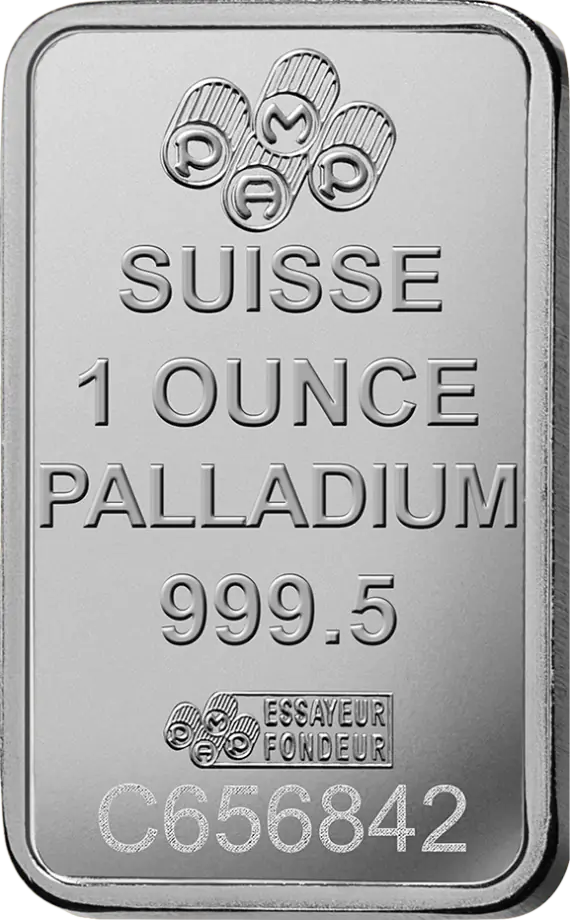 PAMP
SUISSE
1 OUNCE
PALLADIUM
999.5
PAMP ESSAYEUR
FONDEUR
C656842